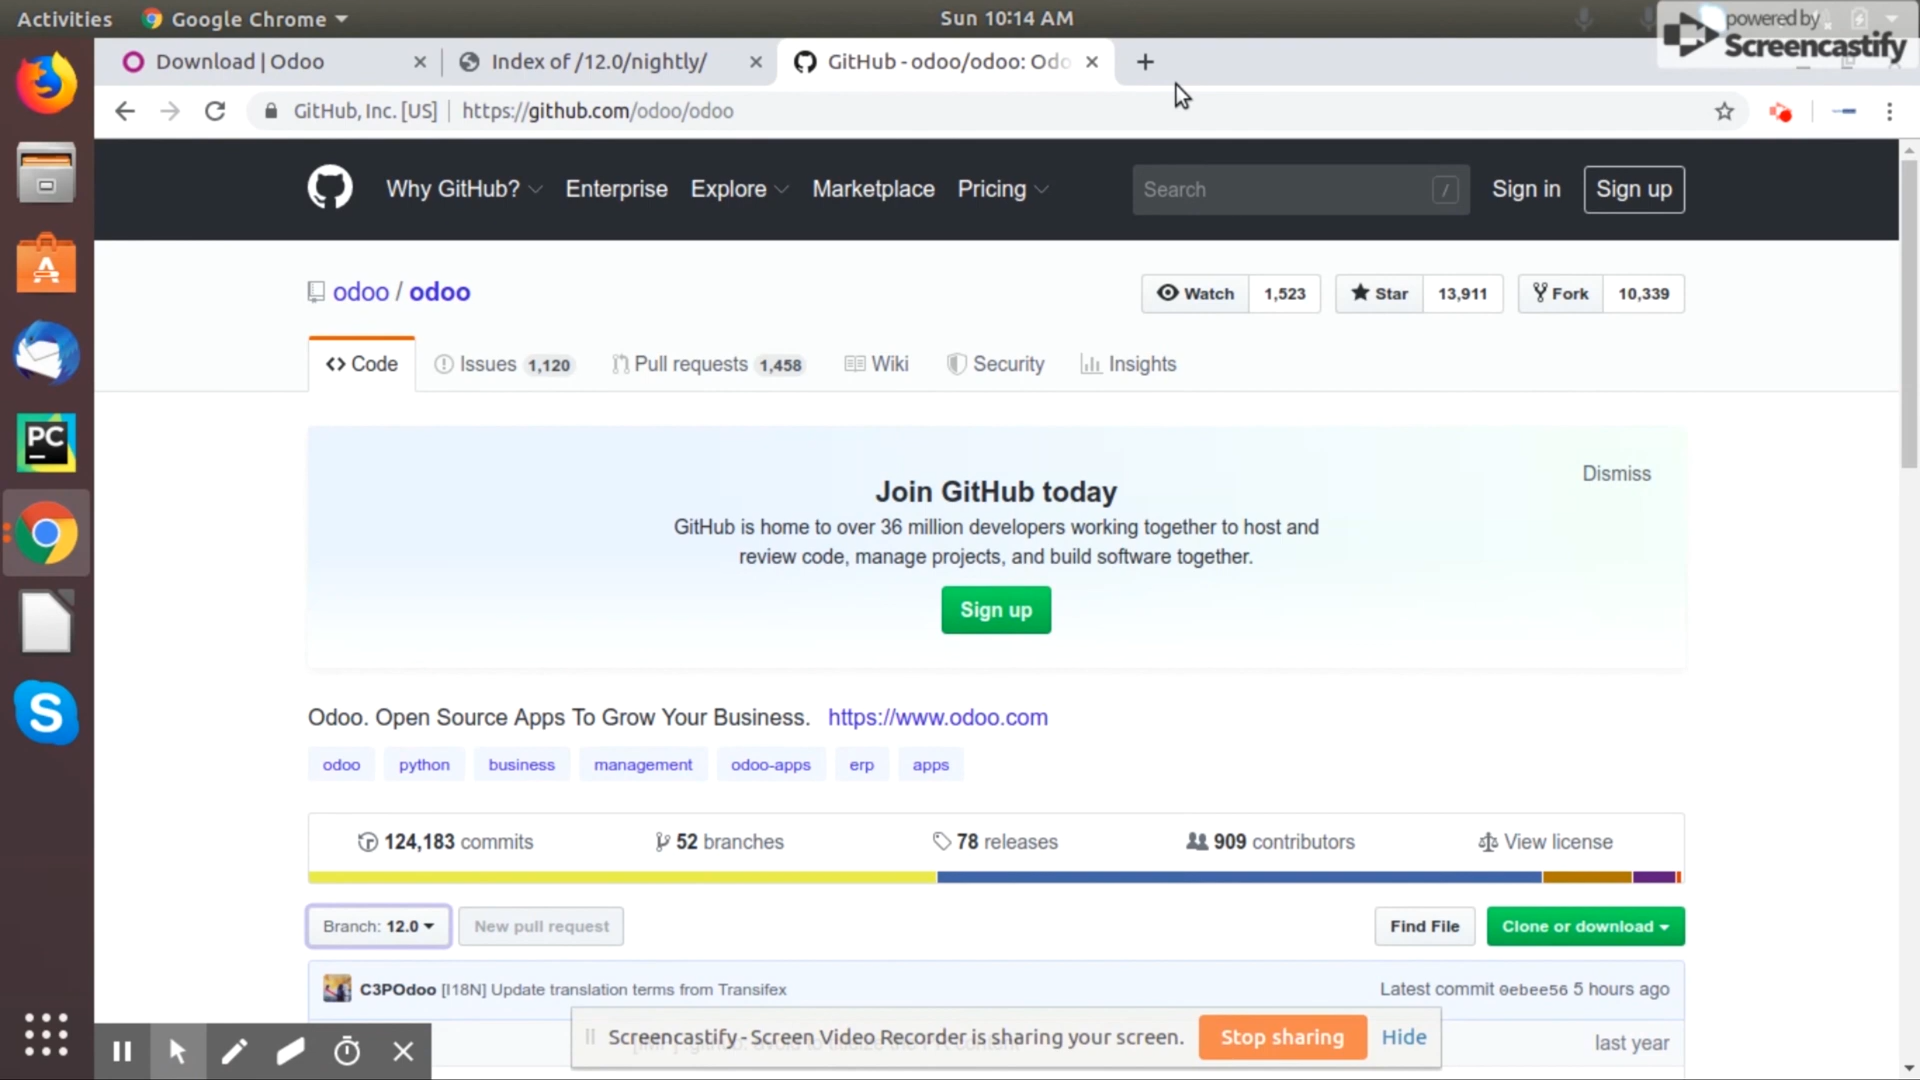 Activities Google Chrome Sun 10:14 AM
powered by
Screencastify
Download | Odoo Index of /12.0/nightly/ GitHub - odoo/odoo: Odo
GitHub, Inc. [US] https://github.com/odoo/odoo
Why GitHub? Enterprise Explore Marketplace Pricing Search / Sign in Sign up
odoo / odoo
Watch 1,523 Star 13,911 Fork 10,339
<> Code Issues 1,120 Pull requests 1,458 Wiki Security Insights
Dismiss
Join GitHub today
GitHub is home to over 36 million developers working together to host and
review code, manage projects, and build software together.
Sign up
Odoo. Open Source Apps To Grow Your Business. https://www.odoo.com
odoo python business management odoo-apps erp apps
124,183 commits 52 branches 78 releases 909 contributors View license
Branch: 12.0 New pull request Find File Clone or download
C3POdoo [I18N] Update translation terms from Transifex Latest commit 0ebee56 5 hours ago
Screencastify - Screen Video Recorder is sharing your screen. Stop sharing Hide
last year
PC
S